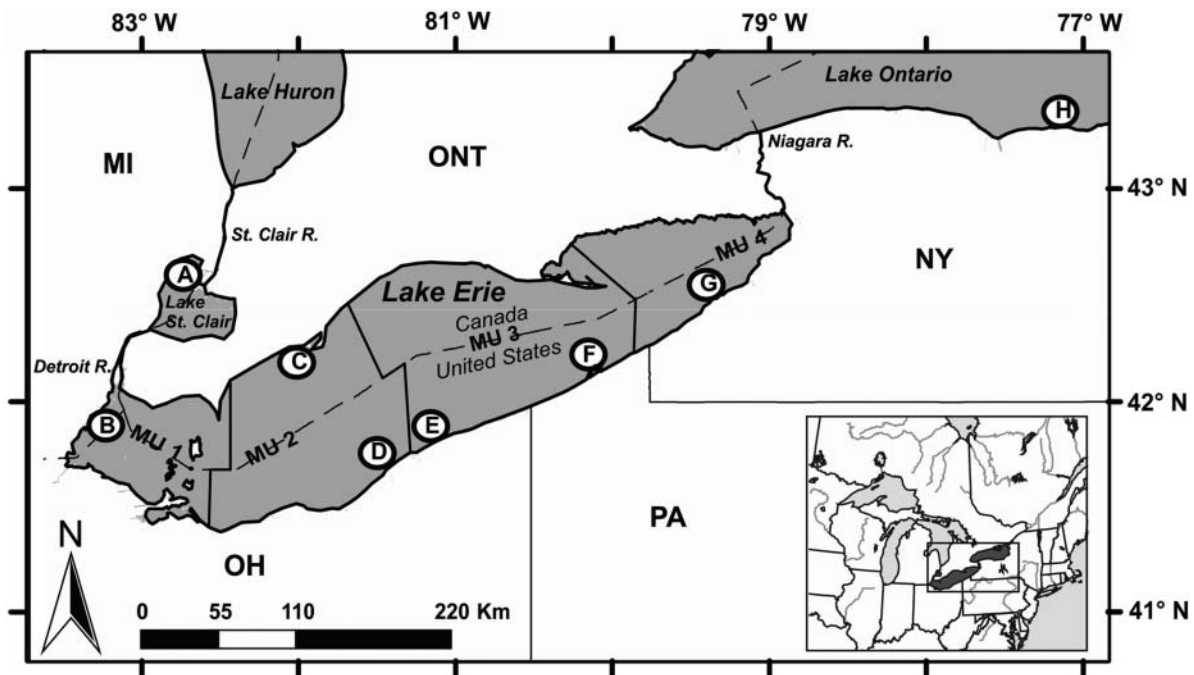 83° W
81° W
79° W
77° W
Lake Huron
Lake Ontario
H
MI
ONT
Niagara R.
43° N
St. Clair R.
A
Lake
St. Clair
NY
MU 4
G
Lake Erie
Canada
MU 3
United States
F
C
Detroit R.
42° N
B
MU 1
MU 2
E
D
N
PA
OH
0 55 110 220 Km
41° N